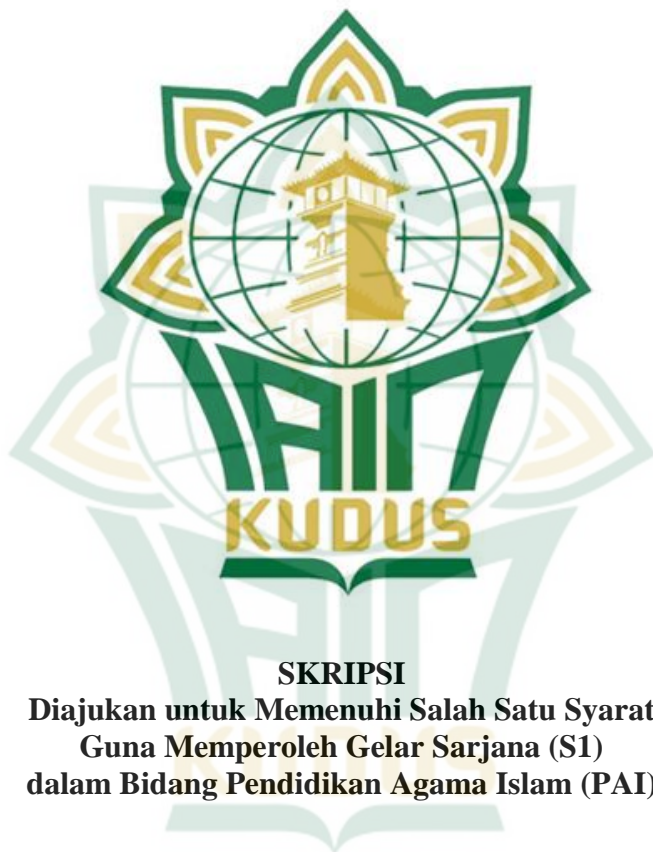 IAIN
KUDUS
SKRIPSI
Diajukan untuk Memenuhi Salah Satu Syarat
Guna Memperoleh Gelar Sarjana (S1)
dalam Bidang Pendidikan Agama Islam (PAI)